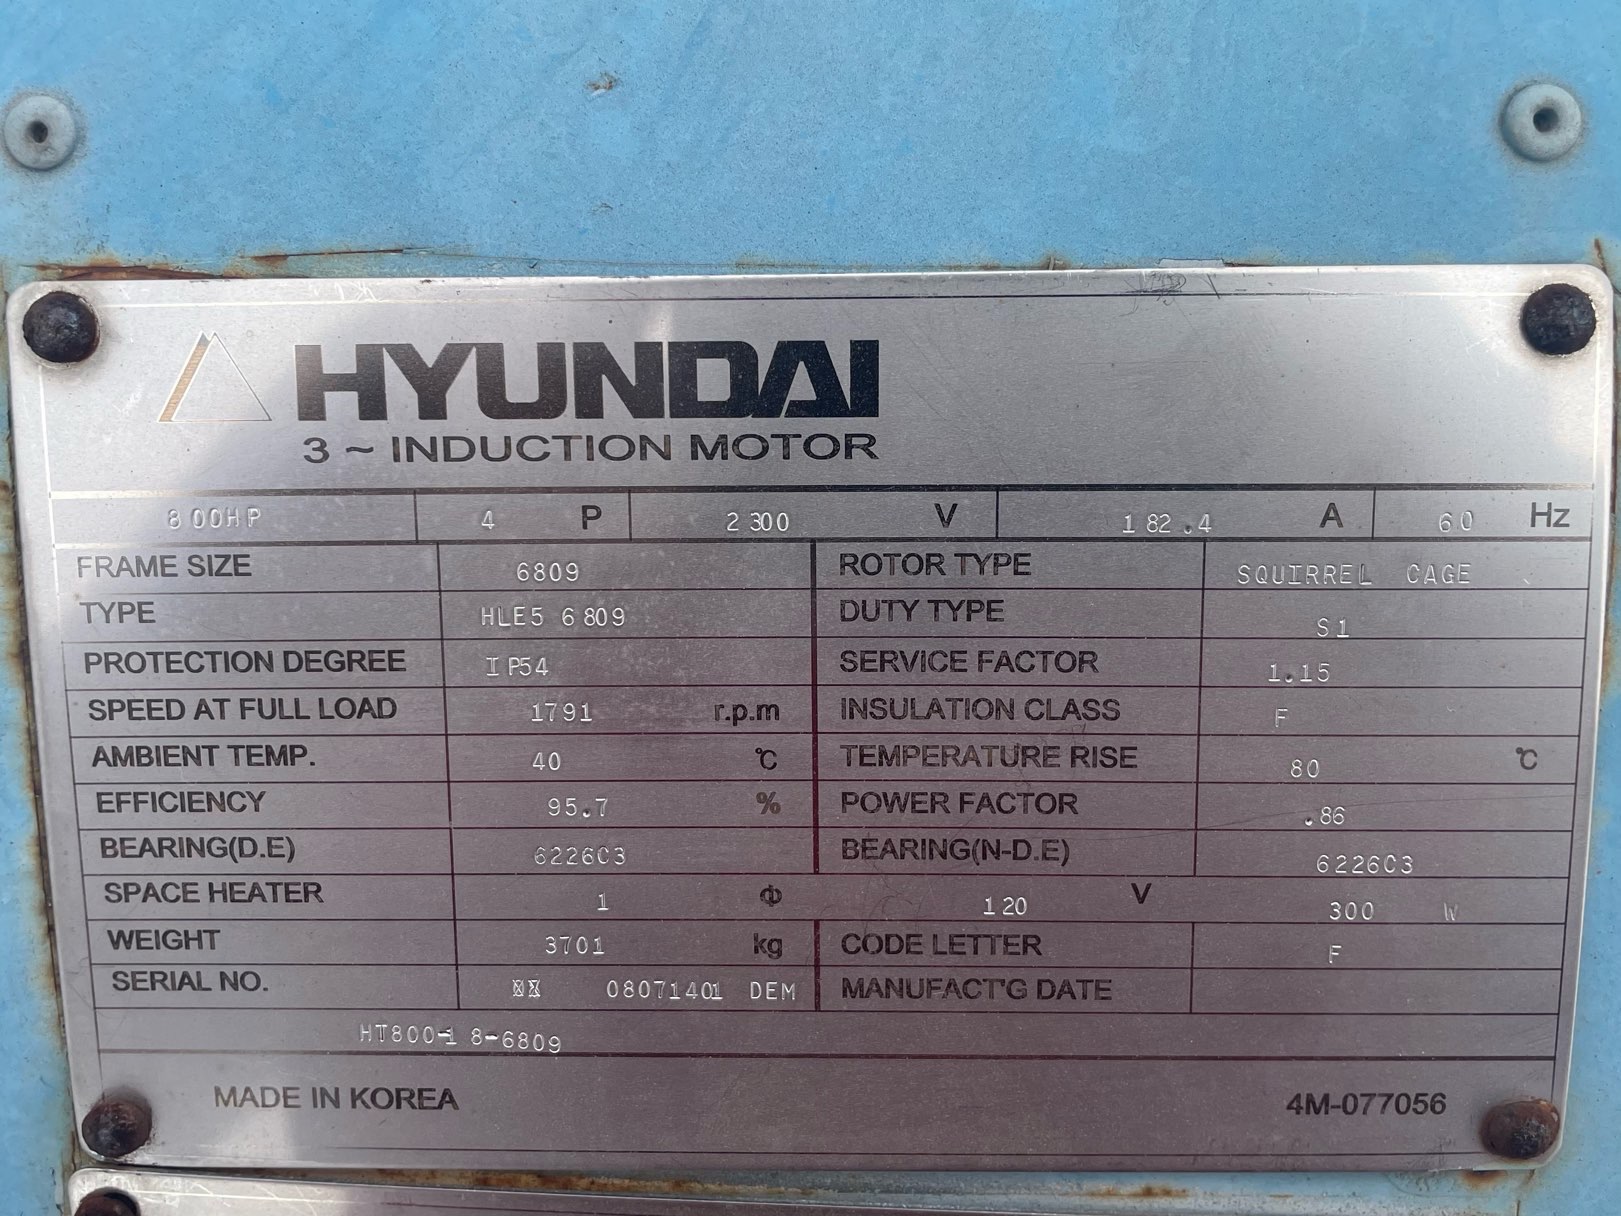 HYUNDAI
3 ~ INDUCTION MOTOR
800HP 4 P 2300 V 182.4 A 60 Hz
FRAME SIZE 6809 ROTOR TYPE SQUIRREL CAGE
TYPE HLE5 6809 DUTY TYPE S1
PROTECTION DEGREE IP54 SERVICE FACTOR 1.15
SPEED AT FULL LOAD 1791 r.p.m INSULATION CLASS F
AMBIENT TEMP. 40 ℃ TEMPERATURE RISE 80 ℃
EFFICIENCY 95.7 % POWER FACTOR .86
BEARING(D.E) 6226C3 BEARING(N-D.E) 6226C3
SPACE HEATER 1 Φ 120 V 300 W
WEIGHT 3701 kg CODE LETTER F
SERIAL NO. 08071401 DEM MANUFACT'G DATE
HT800-18-6809
MADE IN KOREA 4M-077056